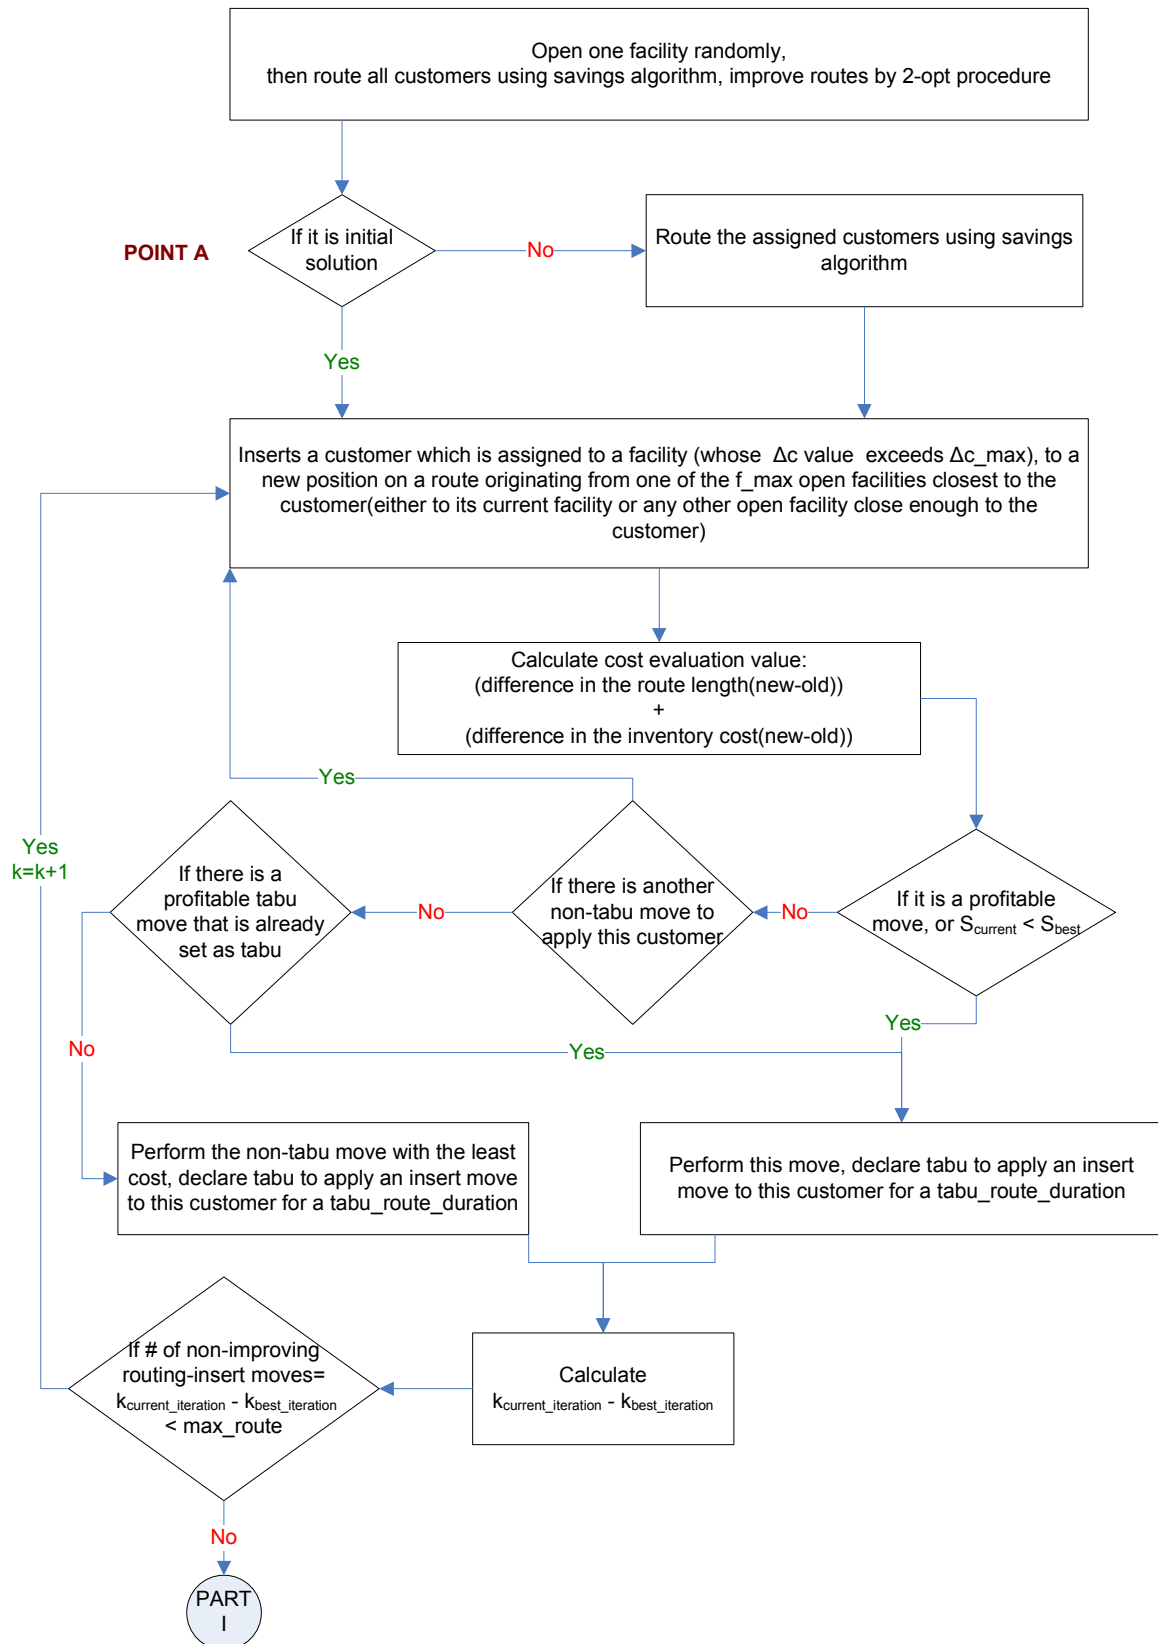 Open one facility randomly,
then route all customers using savings algorithm, improve routes by 2-opt procedure
POINT A
If it is initial
solution
No
Route the assigned customers using savings
algorithm
Yes
Inserts a customer which is assigned to a facility (whose Δc value exceeds Δc_max), to a
new position on a route originating from one of the f_max open facilities closest to the
customer(either to its current facility or any other open facility close enough to the
customer)
Calculate cost evaluation value:
(difference in the route length(new-old))
+
(difference in the inventory cost(new-old))
Yes
Yes
k=k+1
If there is a
profitable tabu
move that is already
set as tabu
No
If there is another
non-tabu move to
apply this customer
No
If it is a profitable
move, or Scurrent < Sbest
Yes
No
Yes
Perform the non-tabu move with the least
cost, declare tabu to apply an insert move
to this customer for a tabu_route_duration
Perform this move, declare tabu to apply an insert
move to this customer for a tabu_route_duration
If # of non-improving
routing-insert moves=
kcurrent_iteration - kbest_iteration
< max_route
Calculate
kcurrent_iteration - kbest_iteration
No
PART
I